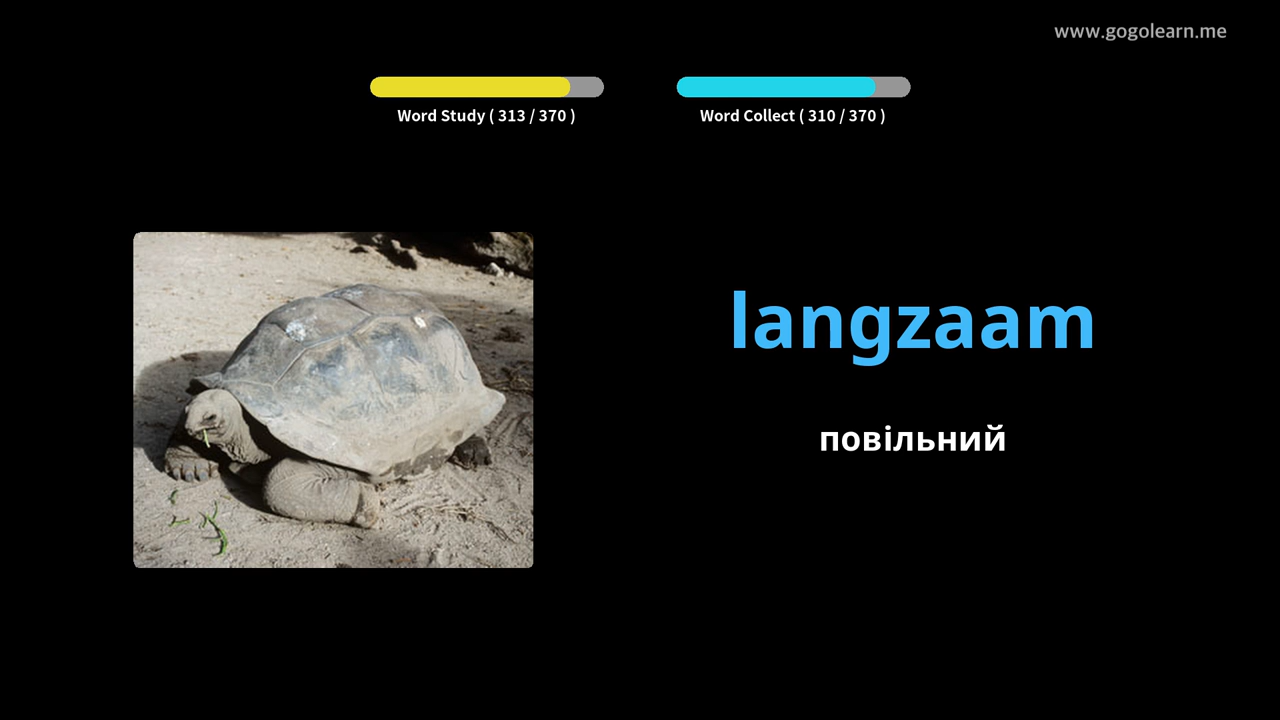 www.gogolearn.me
Word Study ( 313 / 370 )
Word Collect ( 310 / 370 )
langzaam
повільний